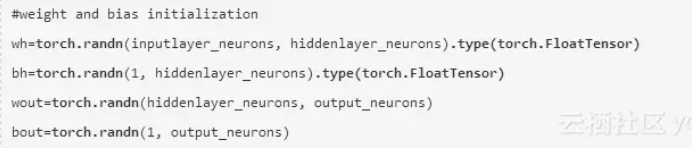 #weight and bias initialization
wh=torch.randn(inputlayer_neurons, hiddenlayer_neurons).type(torch.FloatTensor)
bh=torch.randn(1, hiddenlayer_neurons).type(torch.FloatTensor)
wout=torch.randn(hiddenlayer_neurons, output_neurons)
bout=torch.randn(1, output_neurons)
云栖社区 yo